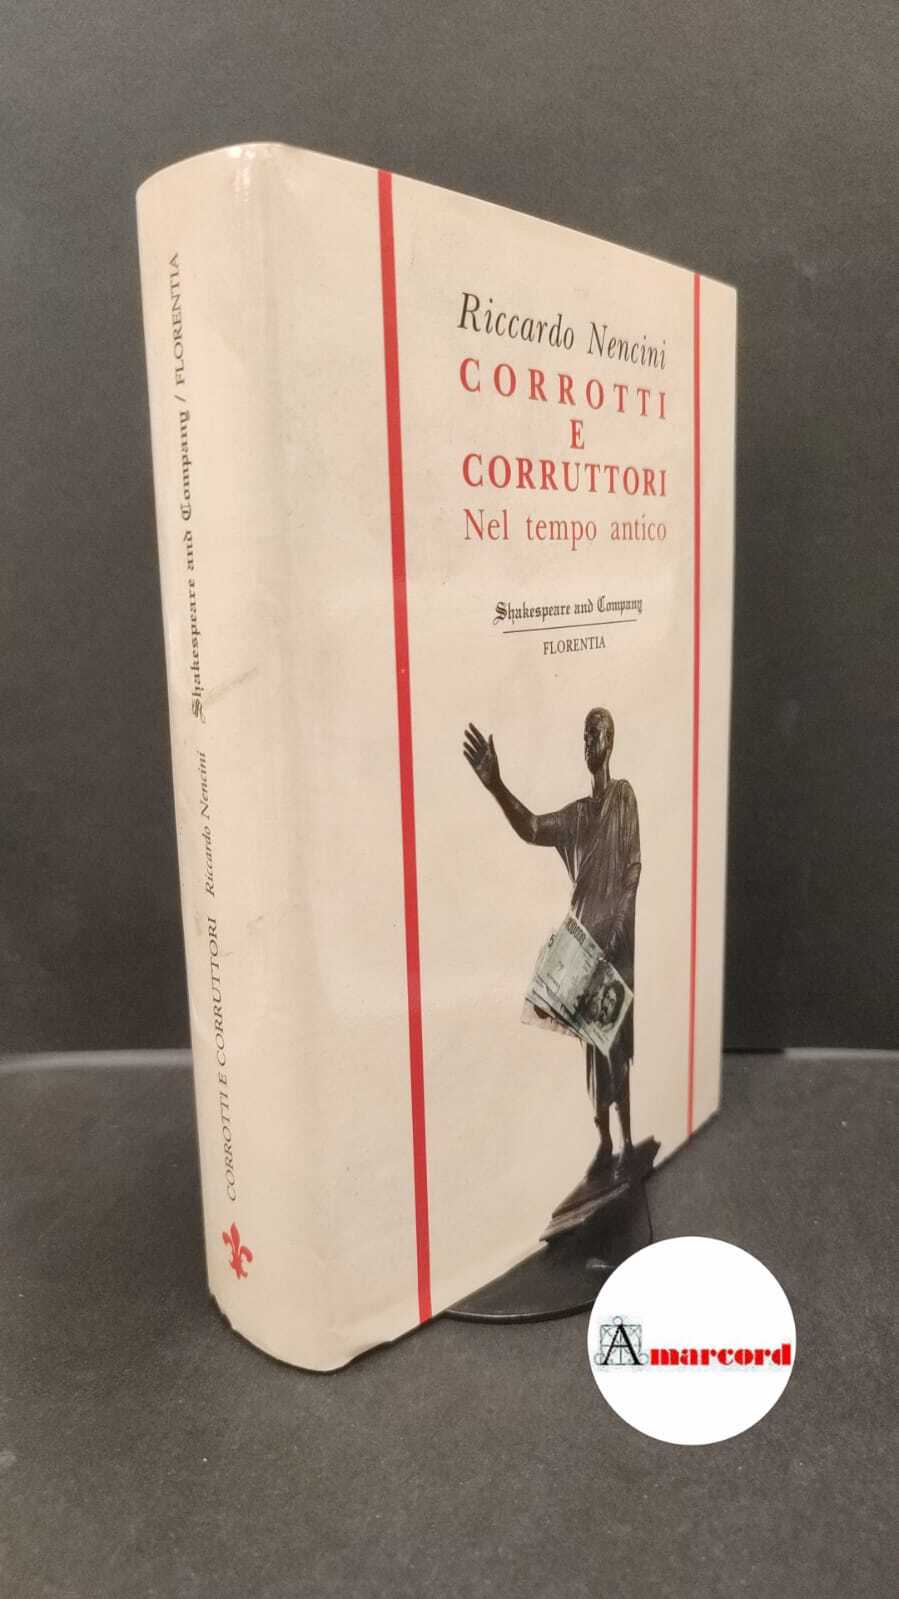 Riccardo Nencini
CORROTTI
E
CORRUTTORI
Nel tempo antico
Shakespeare and Company
FLORENTIA
CORROTTI E CORRUTTORI Riccardo Nencini Shakespeare and Company / FLORENTIA
Amarcord